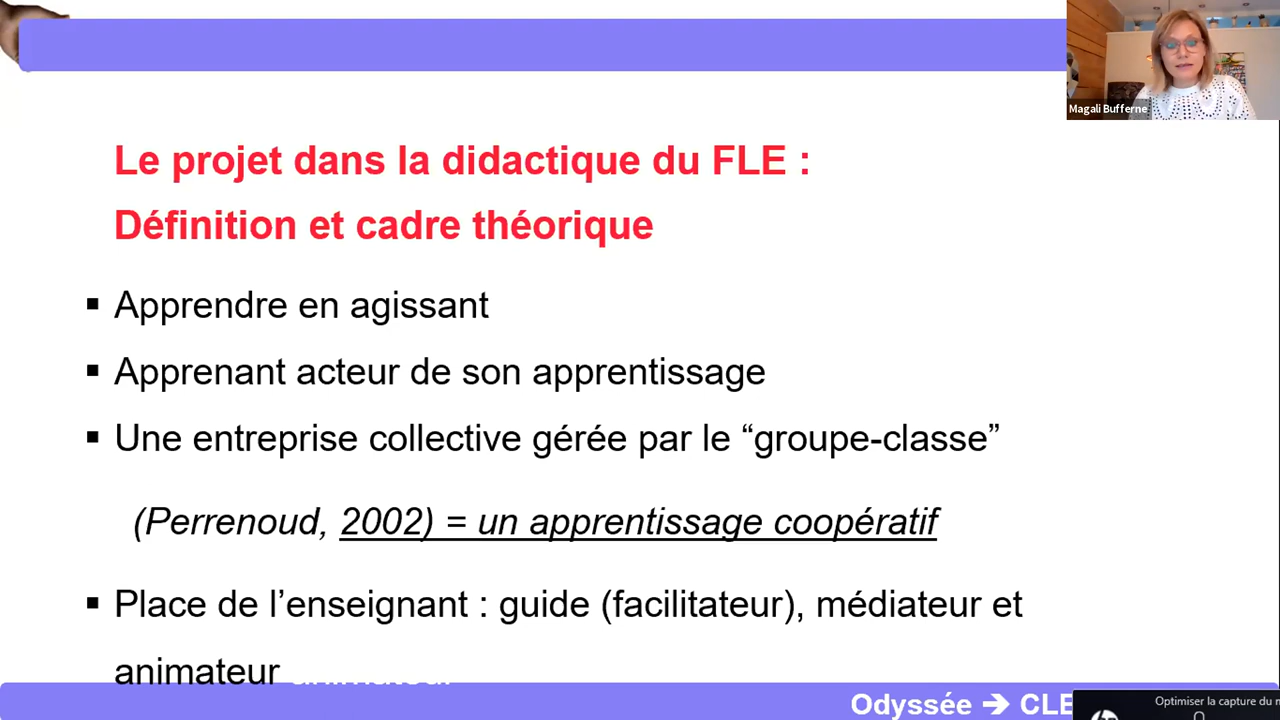 Magali Bufferne
Le projet dans la didactique du FLE :
Définition et cadre théorique
▪ Apprendre en agissant
▪ Apprenant acteur de son apprentissage
▪ Une entreprise collective gérée par le “groupe-classe”
(Perrenoud, 2002) = un apprentissage coopératif
▪ Place de l’enseignant : guide (facilitateur), médiateur et
animateur
Odyssée ➔ CLE
Optimiser la capture du